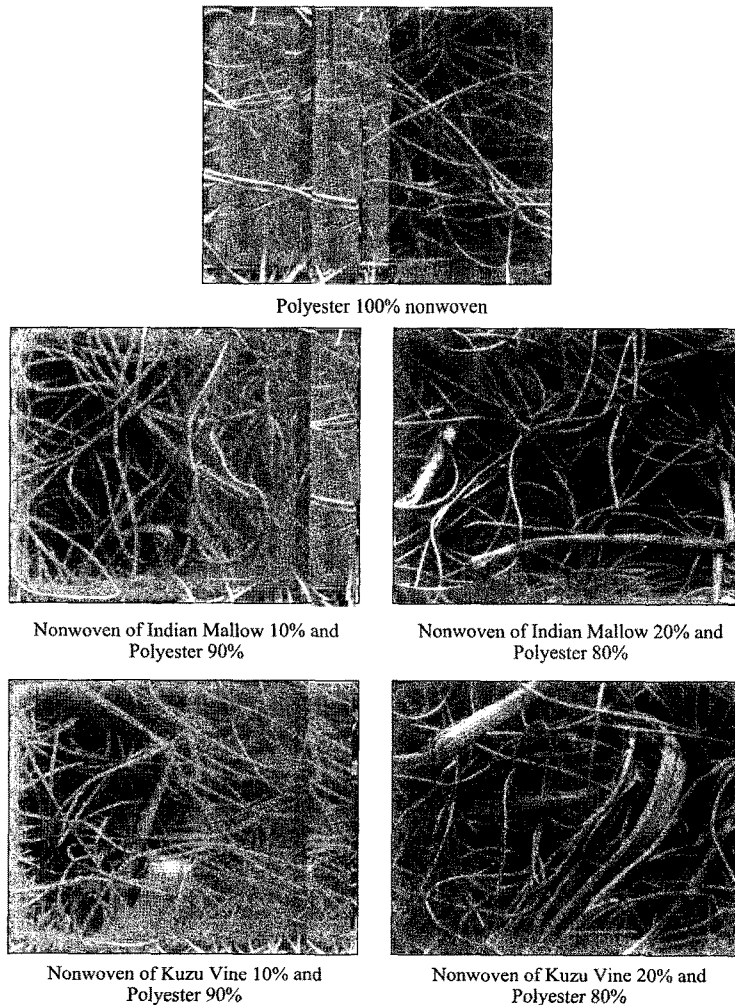 Polyester 100% nonwoven
Nonwoven of Indian Mallow 10% and
Polyester 90%
Nonwoven of Indian Mallow 20% and
Polyester 80%
Nonwoven of Kuzu Vine 10% and
Polyester 90%
Nonwoven of Kuzu Vine 20% and
Polyester 80%